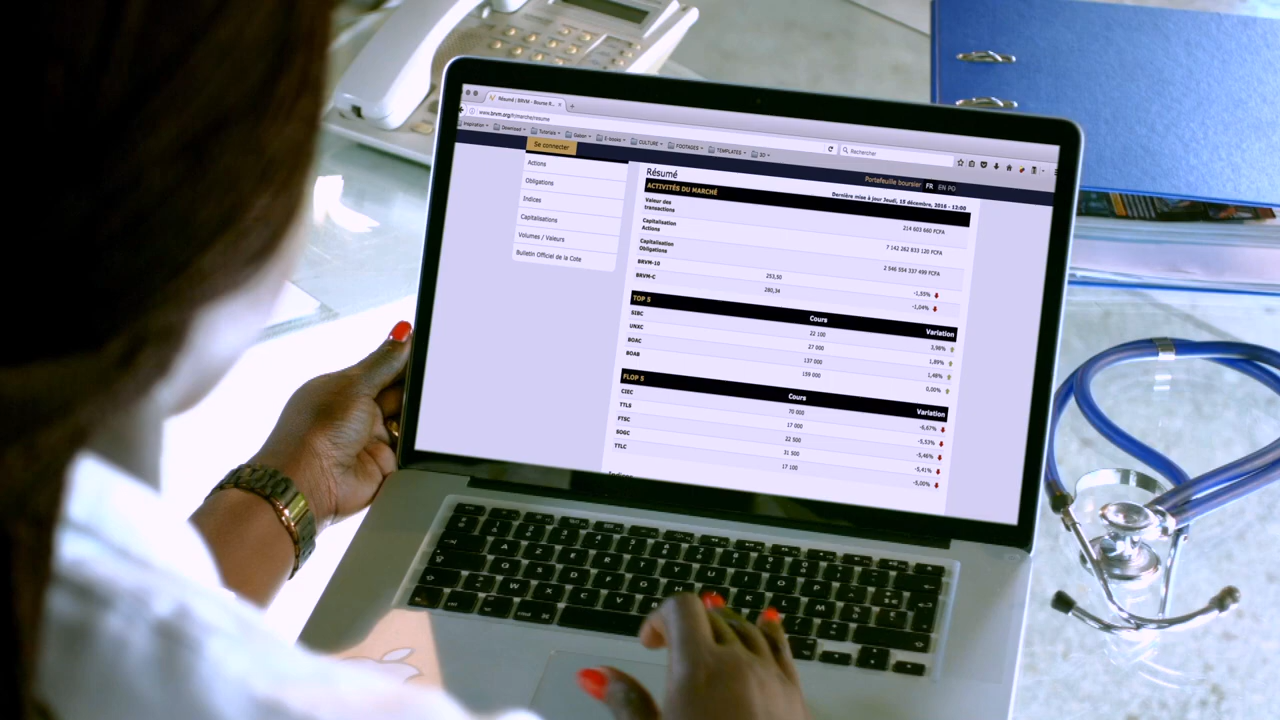 Résumé | BRVM - Bourse R...
www.brvm.org/fr/marche/resume
Rechercher
Inspiration Download Tutorials Gabon E-books CULTURE FOOTAGES TEMPLATES SD
Se connecter
Portefeuille boursier FR EN PO
Actions
Obligations
Indices
Capitalisations
Volumes / Valeurs
Bulletin Officiel de la Cote
Résumé
Dernière mise à jour Jeudi, 15 décembre, 2016 - 12:00
ACTIVITÉS DU MARCHÉ
Valeur des
transactions 214 603 660 FCFA
Capitalisation
Actions 7 142 262 833 120 FCFA
Capitalisation
Obligations 2 546 554 337 499 FCFA
BRVM-10 253,50 -1,55%
BRVM-C 280,34 -1,04%
TOP 5 Cours Variation
SIBC 22 100 3,98%
UNXC 27 000 1,89%
BOAC 137 000 1,48%
BOAB 159 000 0,00%
FLOP 5 Cours Variation
CIEC 70 000 -6,67%
TTLS 17 000 -5,53%
FTSC 22 500 -5,46%
SOGC 31 500 -5,41%
TTLC 17 100 -5,00%
Indices